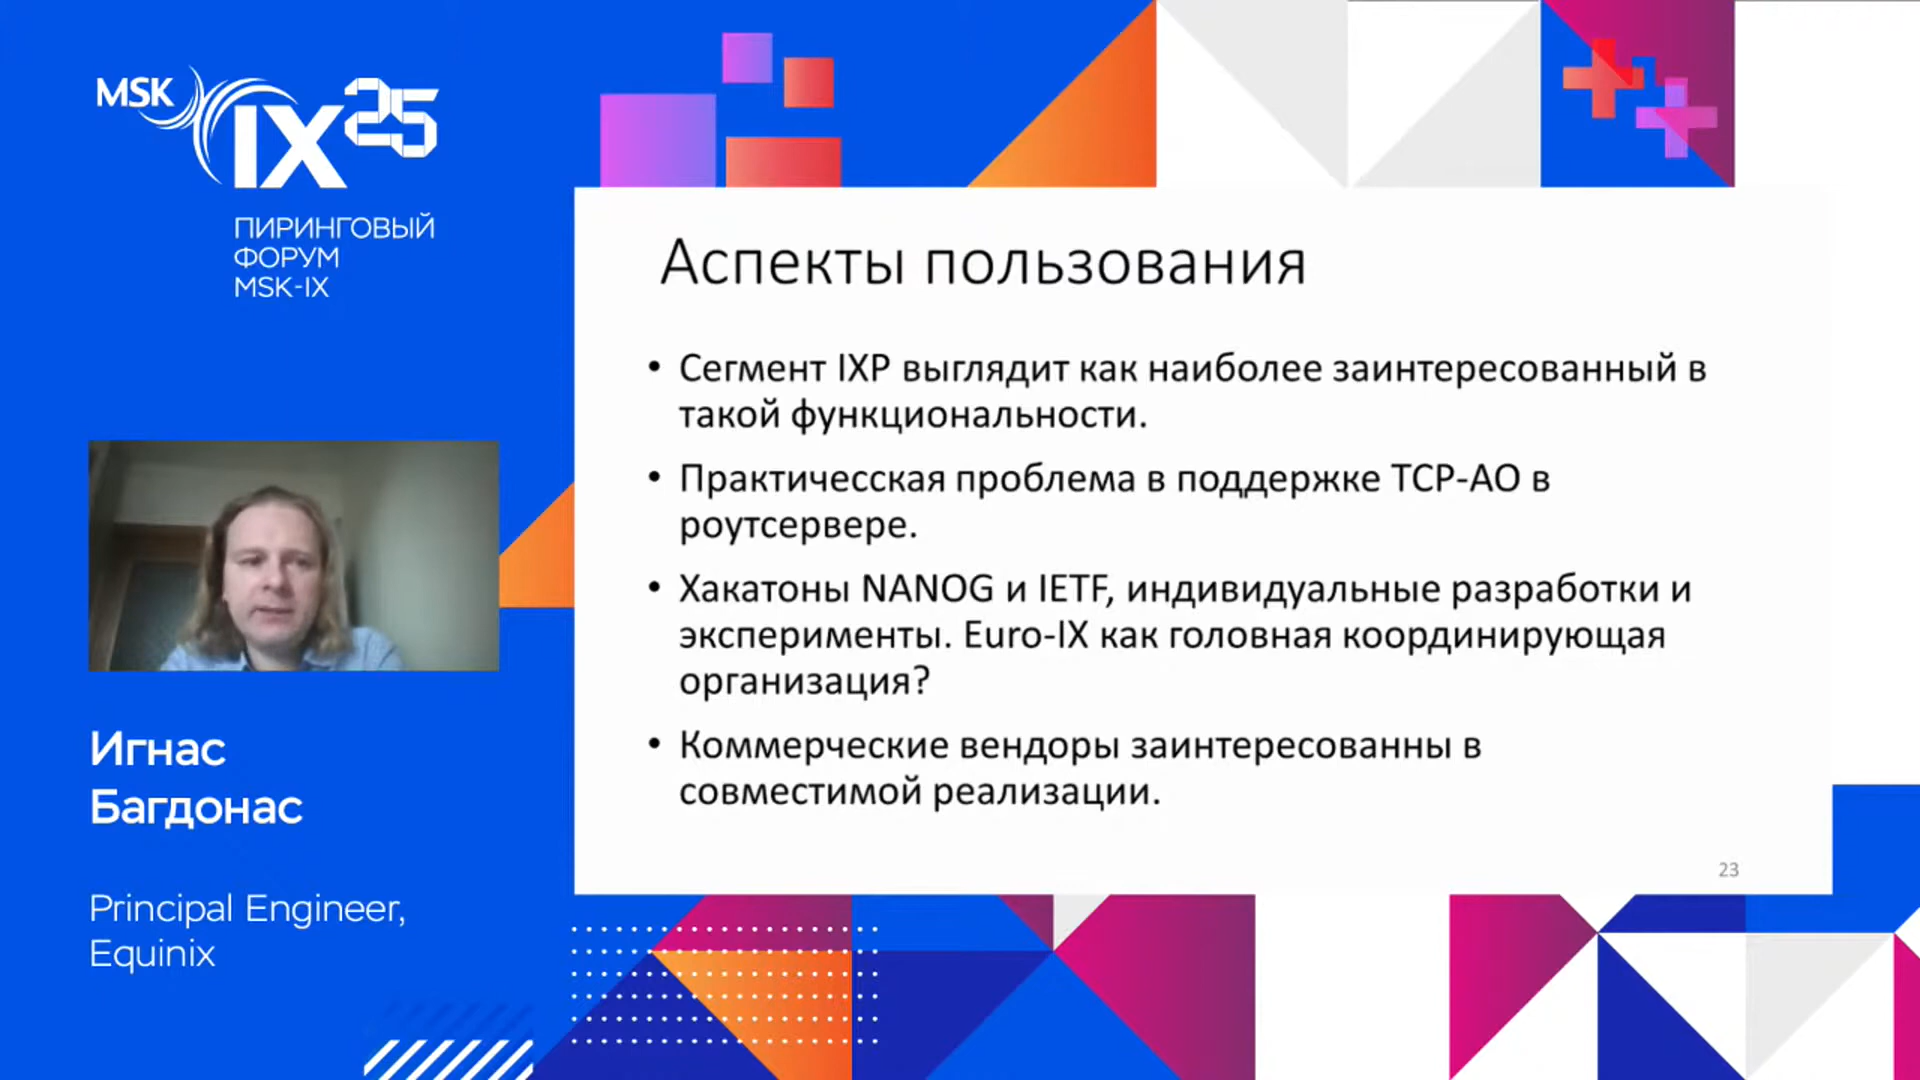 MSK
IX 25
ПИРИНГОВЫЙ
ФОРУМ
MSK-IX
Игнас
Багдонас
Principal Engineer,
Equinix
Аспекты пользования
• Сегмент IXP выглядит как наиболее заинтересованный в
такой функциональности.
• Практичесская проблема в поддержке TCP-AO в
роутсервере.
• Хакатоны NANOG и IETF, индивидуальные разработки и
эксперименты. Euro-IX как головная координирующая
организация?
• Коммерческие вендоры заинтересованны в
совместимой реализации.
23